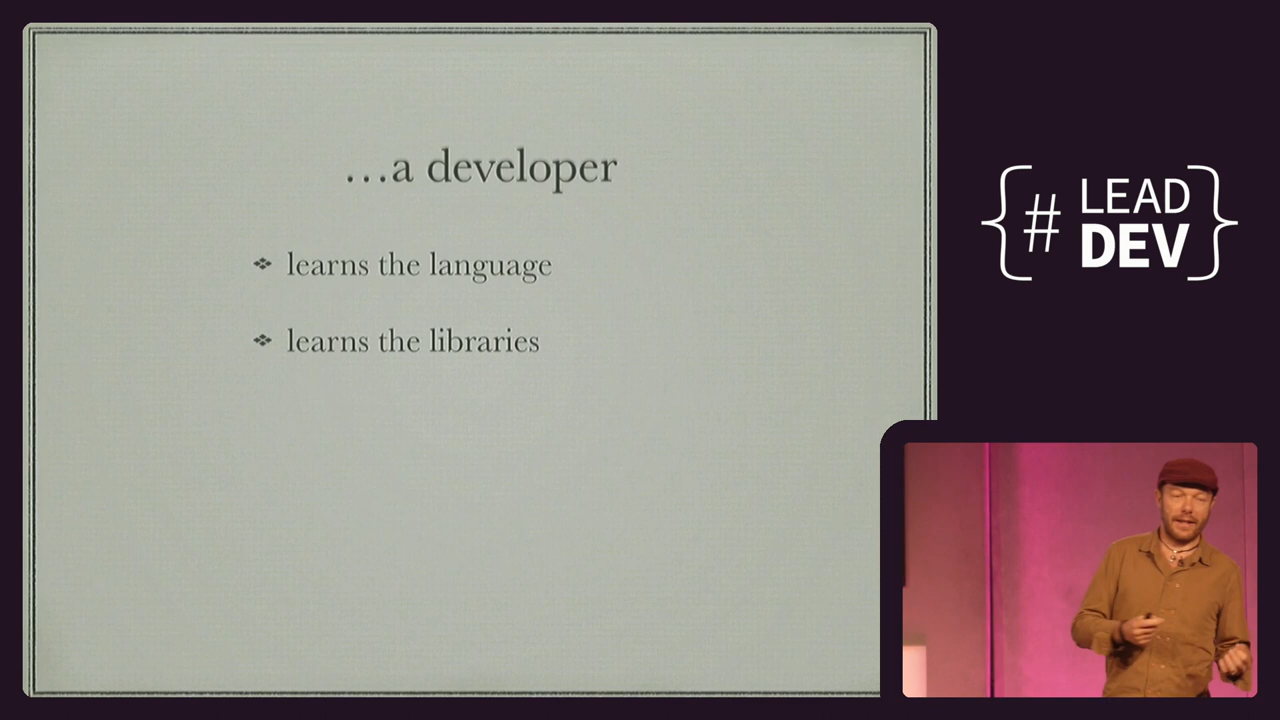 …a developer
❖ learns the language
❖ learns the libraries
{# LEAD
DEV}